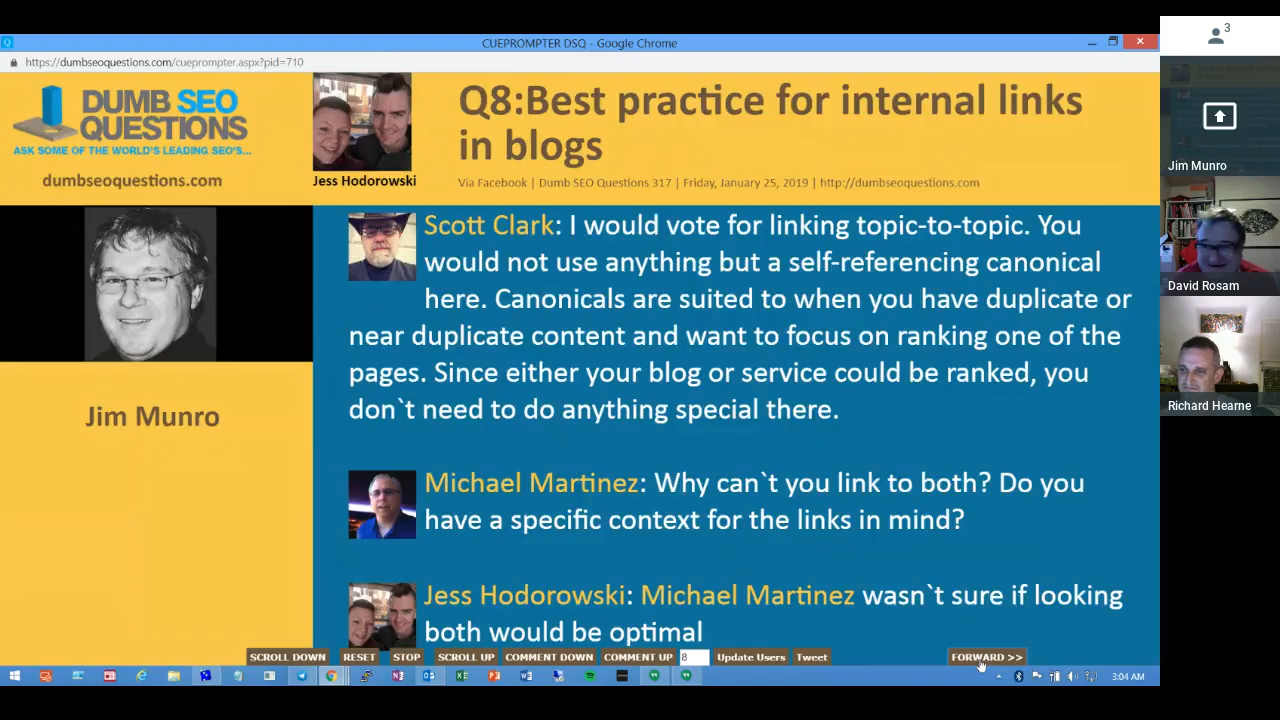 CUEPROMPTER DSQ - Google Chrome
https://dumbseoquestions.com/cueprompter.aspx?pid=710
DUMB SEO
QUESTIONS
ASK SOME OF THE WORLD'S LEADING SEO'S...
dumbseoquestions.com
Jess Hodorowski
Q8:Best practice for internal links
in blogs
Via Facebook | Dumb SEO Questions 317 | Friday, January 25, 2019 | http://dumbseoquestions.com
Jim Munro
Scott Clark: I would vote for linking topic-to-topic. You
would not use anything but a self-referencing canonical
here. Canonicals are suited to when you have duplicate or
near duplicate content and want to focus on ranking one of the
pages. Since either your blog or service could be ranked, you
don`t need to do anything special there.
Michael Martinez: Why can`t you link to both? Do you
have a specific context for the links in mind?
Jess Hodorowski: Michael Martinez wasn`t sure if looking
both would be optimal
SCROLL DOWN RESET STOP SCROLL UP COMMENT DOWN COMMENT UP 8 Update Users Tweet FORWARD >>
3:04 AM
3
Jim Munro
David Rosam
Richard Hearne